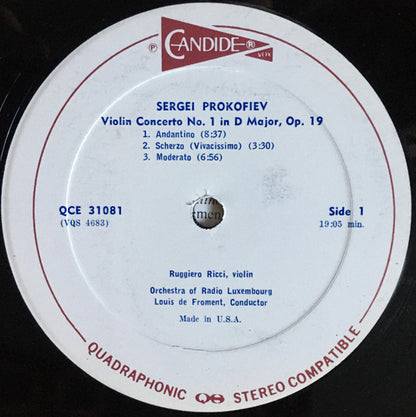 ℗ CANDIDE ®
VOX
SERGEI PROKOFIEV
Violin Concerto No. 1 in D Major, Op. 19
1. Andantino (8:37)
2. Scherzo (Vivacissimo) (3:30)
3. Moderato (6:56)
QCE 31081
(VQS 4683)
Side 1
19:05 min.
Ruggiero Ricci, violin
Orchestra of Radio Luxembourg
Louis de Froment, Conductor
Made in U.S.A.
QUADRAPHONIC QS STEREO COMPATIBLE